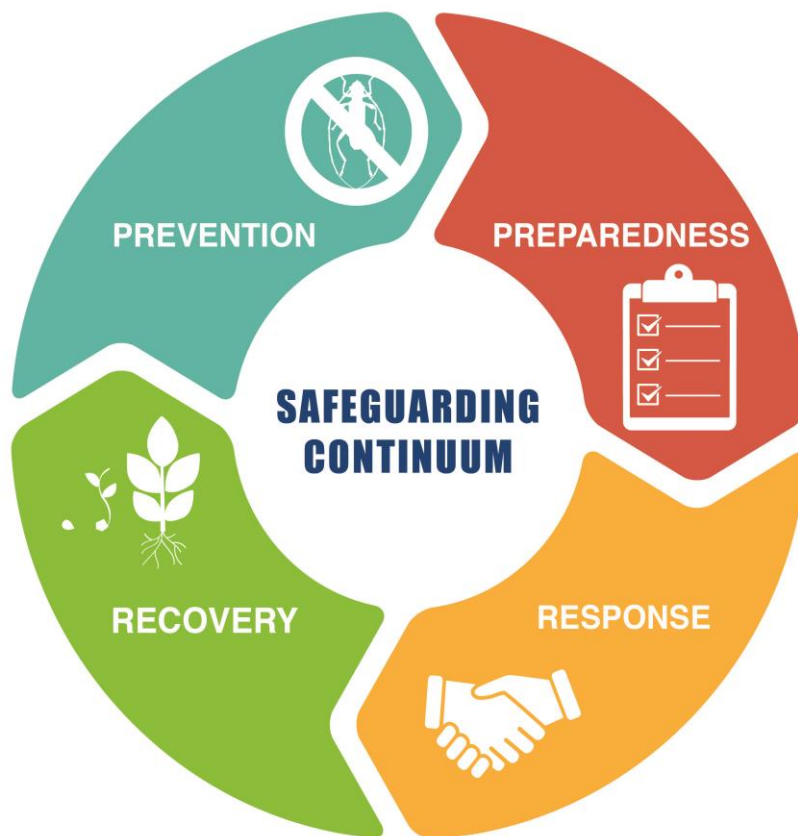 PREVENTION
PREPAREDNESS
SAFEGUARDING
CONTINUUM
RECOVERY
RESPONSE